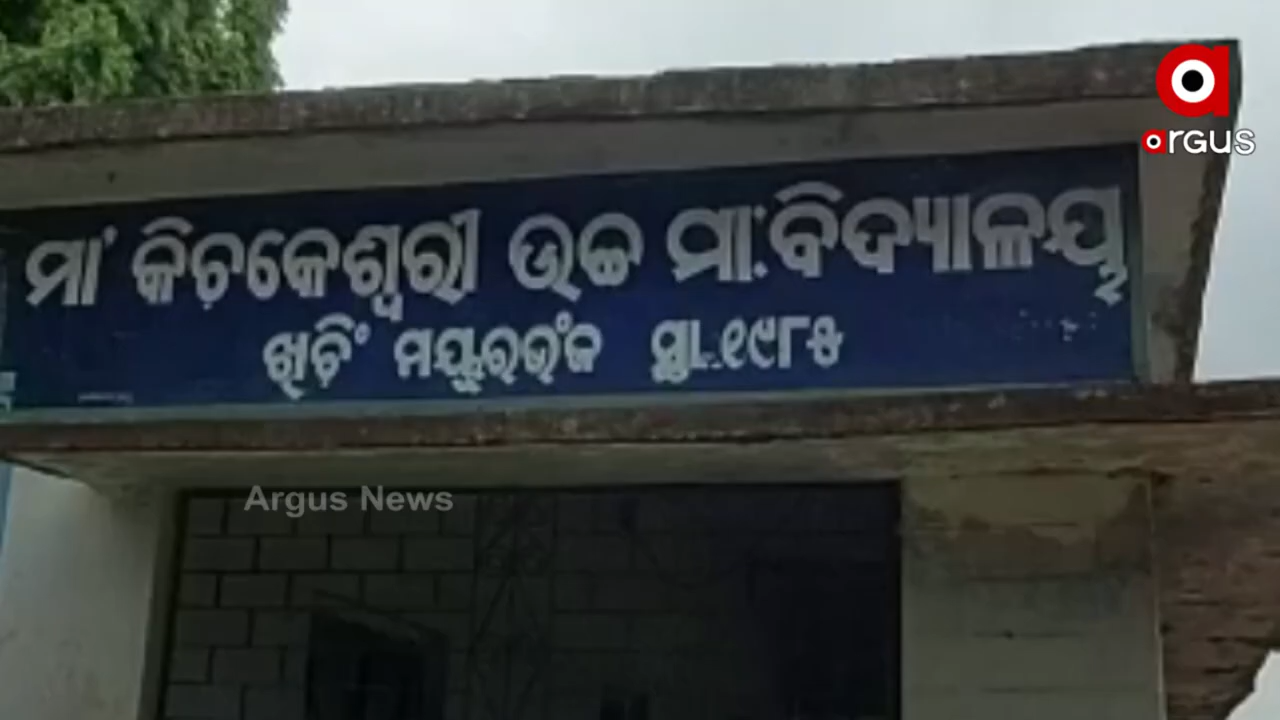 ମାଁ କିଚକେଶ୍ୱରୀ ଉଚ୍ଚ ମା:ବିଦ୍ୟାଳୟ
ଖିଚିଂ ମୟୂରଭଂଜ ସ୍ଥା..୧୯୮୫
argus
Argus News